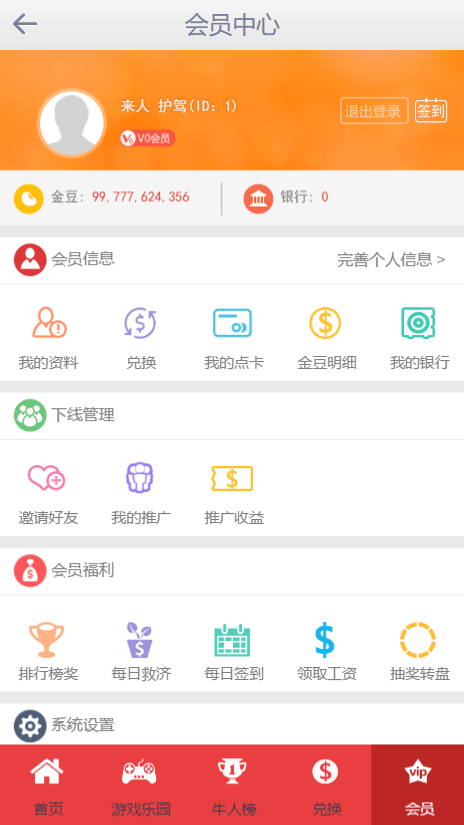 会员中心
来人 护驾(ID: 1)
退出登录 签到
V0 V0会员
金豆: 99,777,624,356 银行: 0
会员信息 完善个人信息 >
我的资料 兑换 我的点卡 金豆明细 我的银行
下线管理
邀请好友 我的推广 推广收益
会员福利
排行榜奖 每日救济 每日签到 领取工资 抽奖转盘
系统设置
1 vip
首页 游戏乐园 牛人榜 兑换 会员